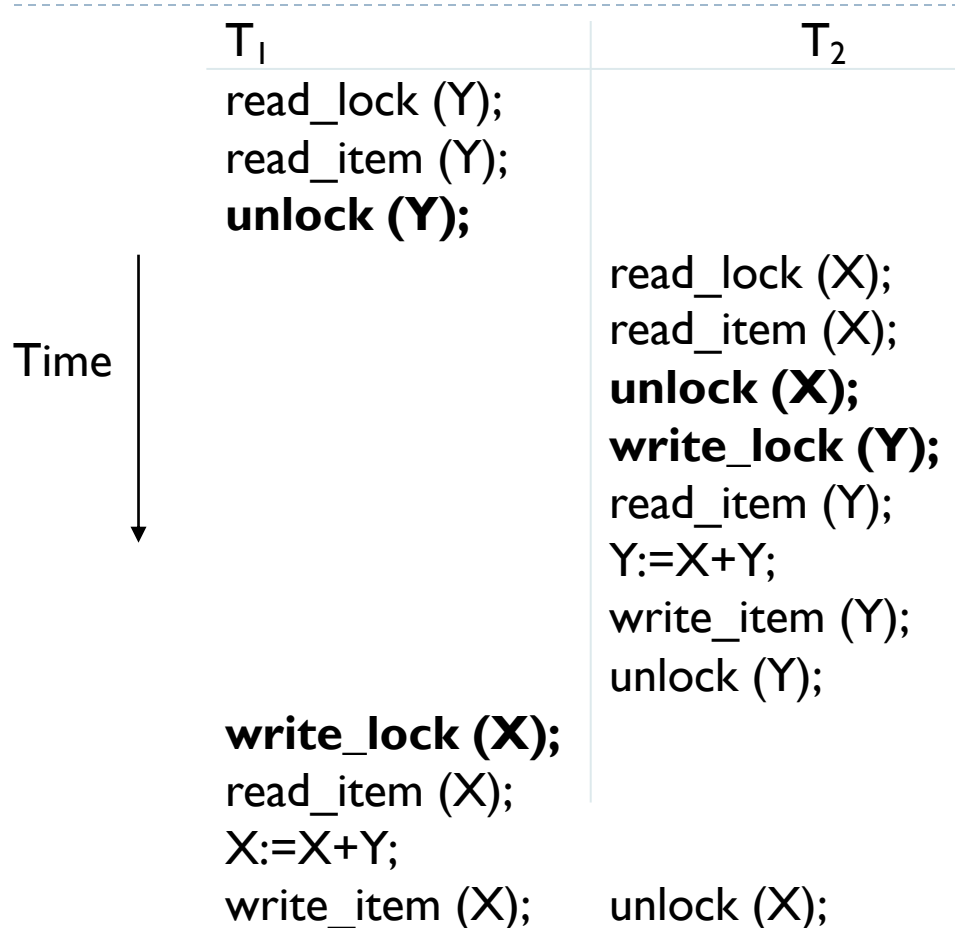 T1 T2
read_lock (Y);
read_item (Y);
unlock (Y);
read_lock (X);
read_item (X);
Time
unlock (X);
write_lock (Y);
read_item (Y);
Y:=X+Y;
write_item (Y);
unlock (Y);
write_lock (X);
read_item (X);
X:=X+Y;
write_item (X); unlock (X);